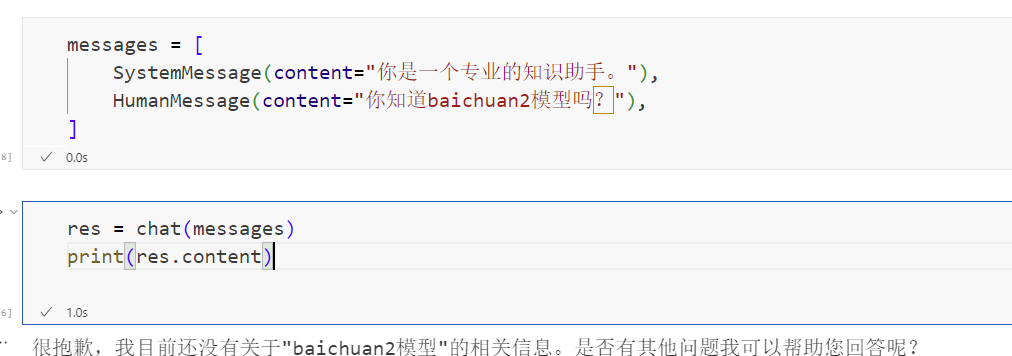 messages = [
SystemMessage(content="你是一个专业的知识助手。"),
HumanMessage(content="你知道baichuan2模型吗？"),
]
8]
0.0s
res = chat(messages)
print(res.content)
6]
1.0s
很抱歉，我目前还没有关于"baichuan2模型"的相关信息。是否有其他问题我可以帮助您回答呢？